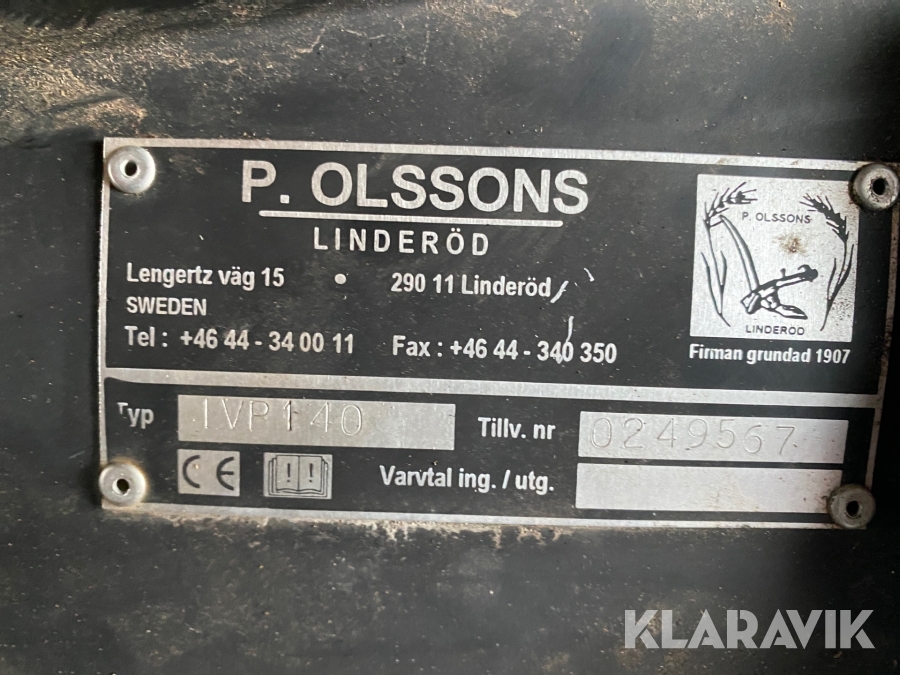 P. OLSSONS
LINDERÖD
Lengertz väg 15 • 290 11 Linderöd
SWEDEN
Tel : +46 44 - 34 00 11 Fax : +46 44 - 340 350
P. OLSSONS
LINDERÖD
Firman grundad 1907
Typ IVP140 Tillv. nr 0249567
CE
Varvtal ing. / utg.
KLARAVIK